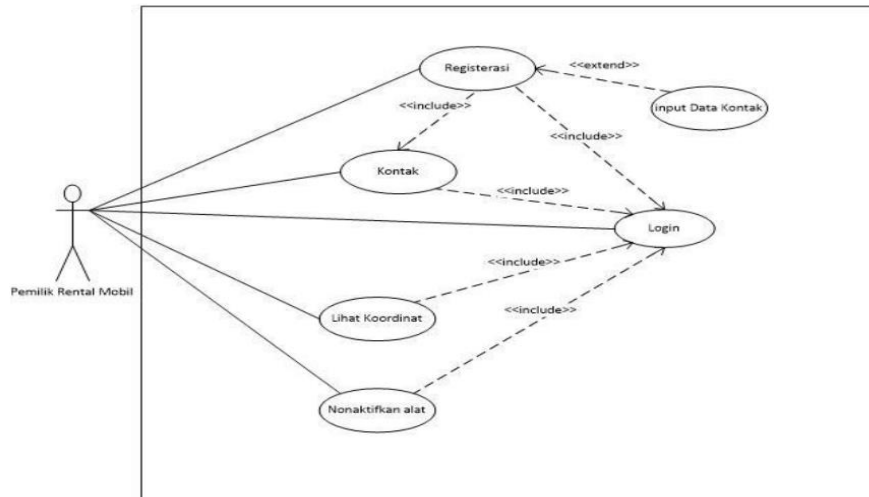 Registerasi
<<extend>>
input Data Kontak
<<include>>
<<include>>
Kontak
<<include>>
Login
Pemilik Rental Mobil
<<include>>
Lihat Koordinat
<<include>>
Nonaktifkan alat